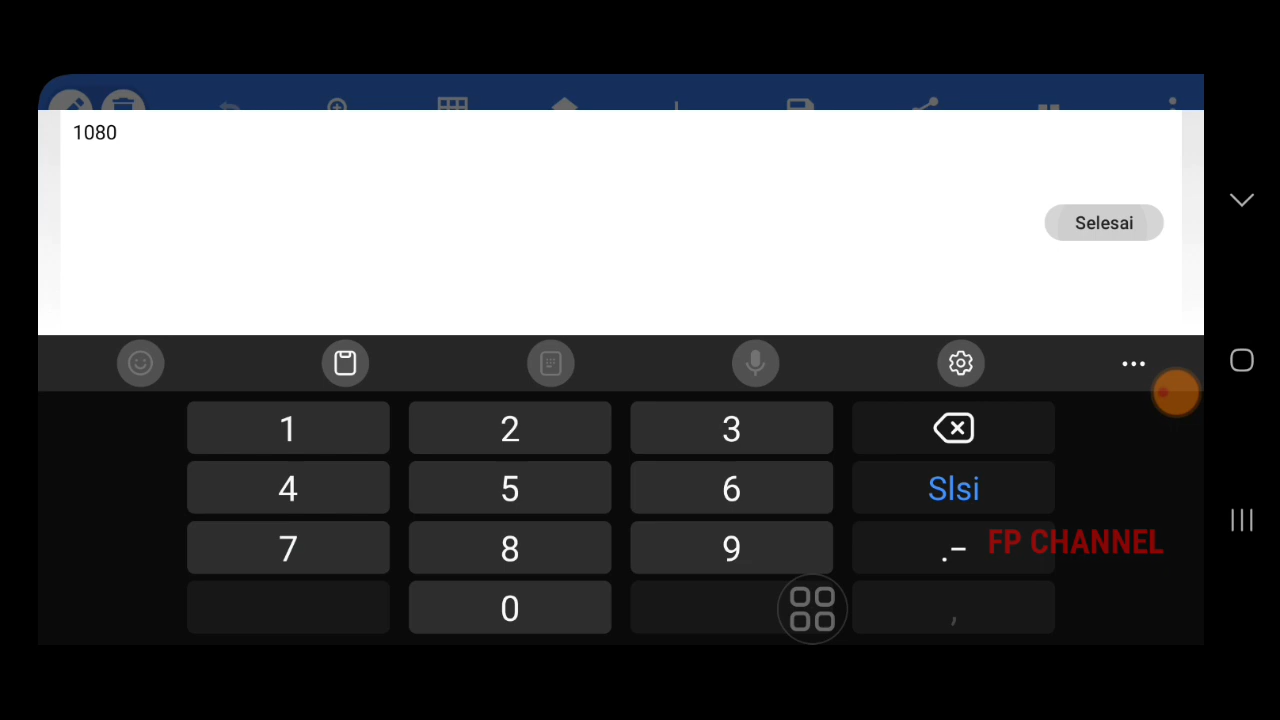 1080
Selesai
1 2 3
4 5 6 Slsi
7 8 9 .-
FP CHANNEL
0 ,